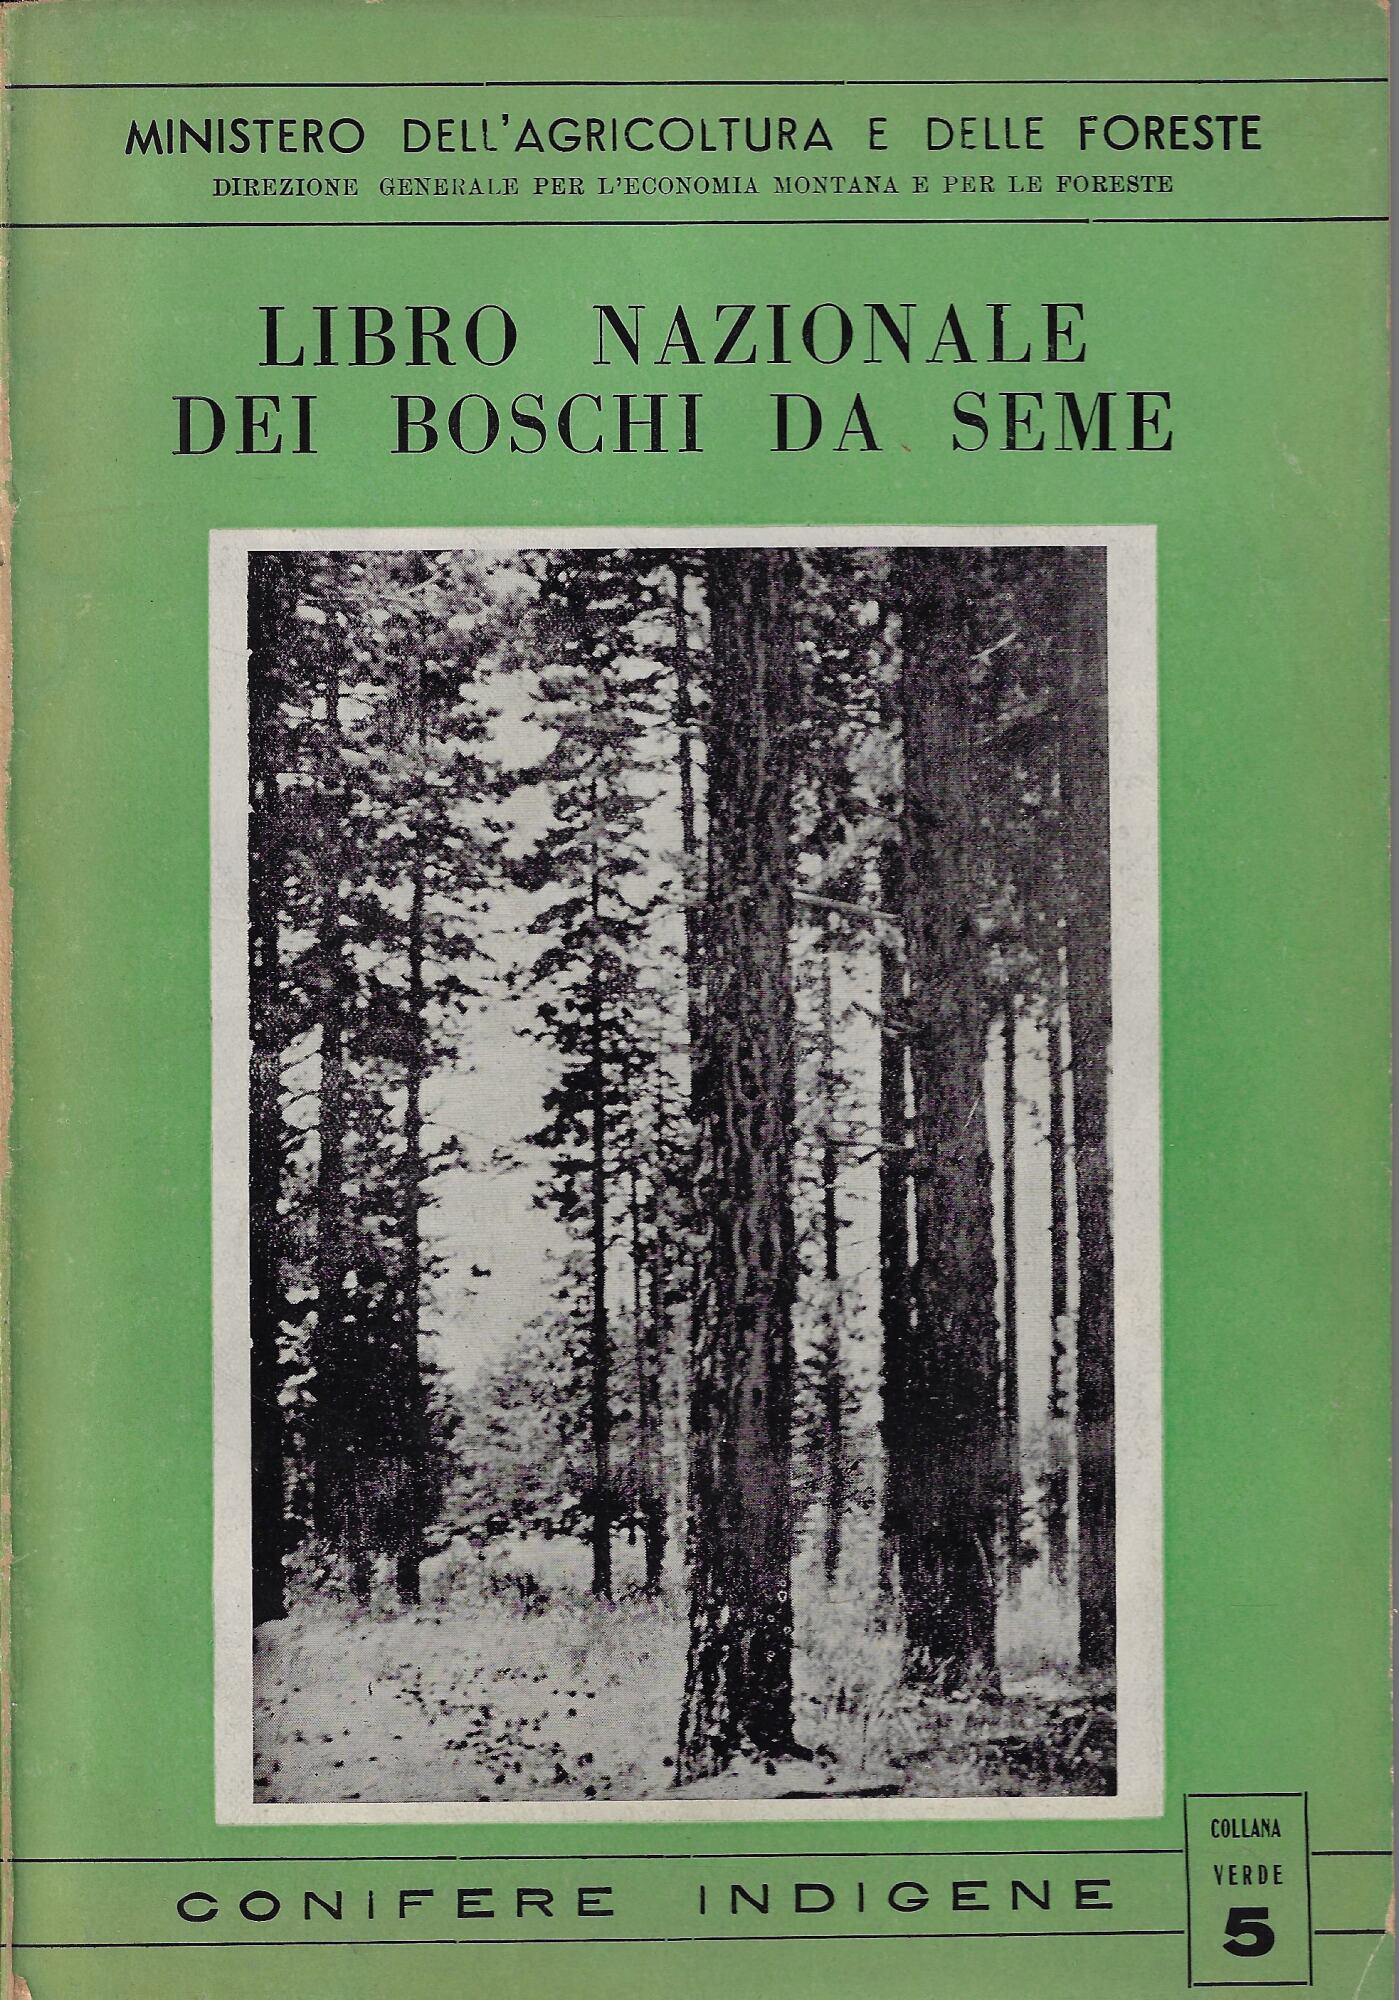 MINISTERO DELL'AGRICOLTURA E DELLE FORESTE
DIREZIONE GENERALE PER L'ECONOMIA MONTANA E PER LE FORESTE
LIBRO NAZIONALE
DEI BOSCHI DA SEME
CONIFERE INDIGENE
COLLANA
VERDE
5